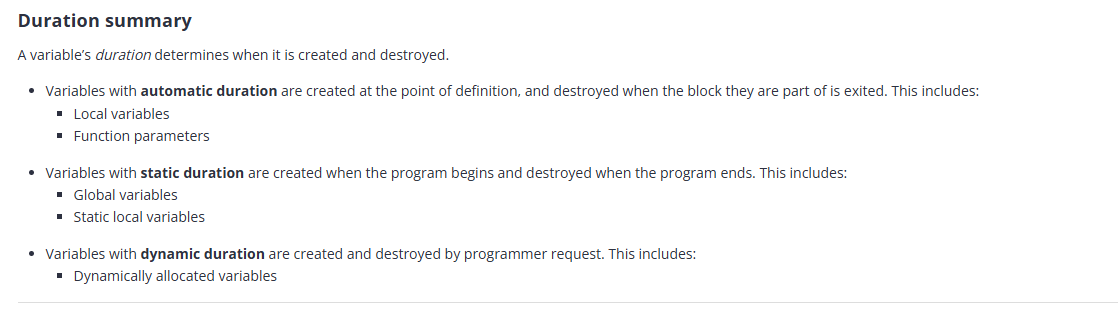 Duration summary
A variable’s duration determines when it is created and destroyed.
• Variables with automatic duration are created at the point of definition, and destroyed when the block they are part of is exited. This includes:
▪ Local variables
▪ Function parameters
• Variables with static duration are created when the program begins and destroyed when the program ends. This includes:
▪ Global variables
▪ Static local variables
• Variables with dynamic duration are created and destroyed by programmer request. This includes:
▪ Dynamically allocated variables